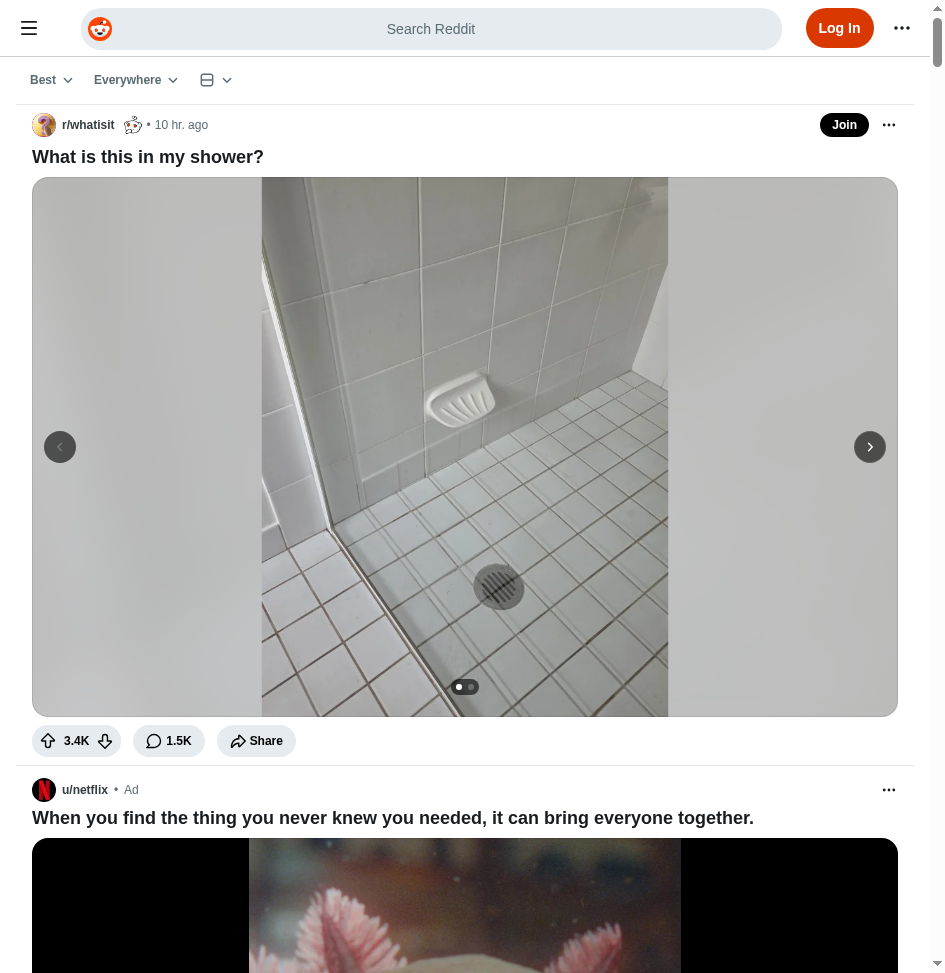 Search Reddit
Log In
Best
Everywhere
r/whatisit • 10 hr. ago
Join
What is this in my shower?
3.4K
1.5K
Share
u/netflix • Ad
When you find the thing you never knew you needed, it can bring everyone together.